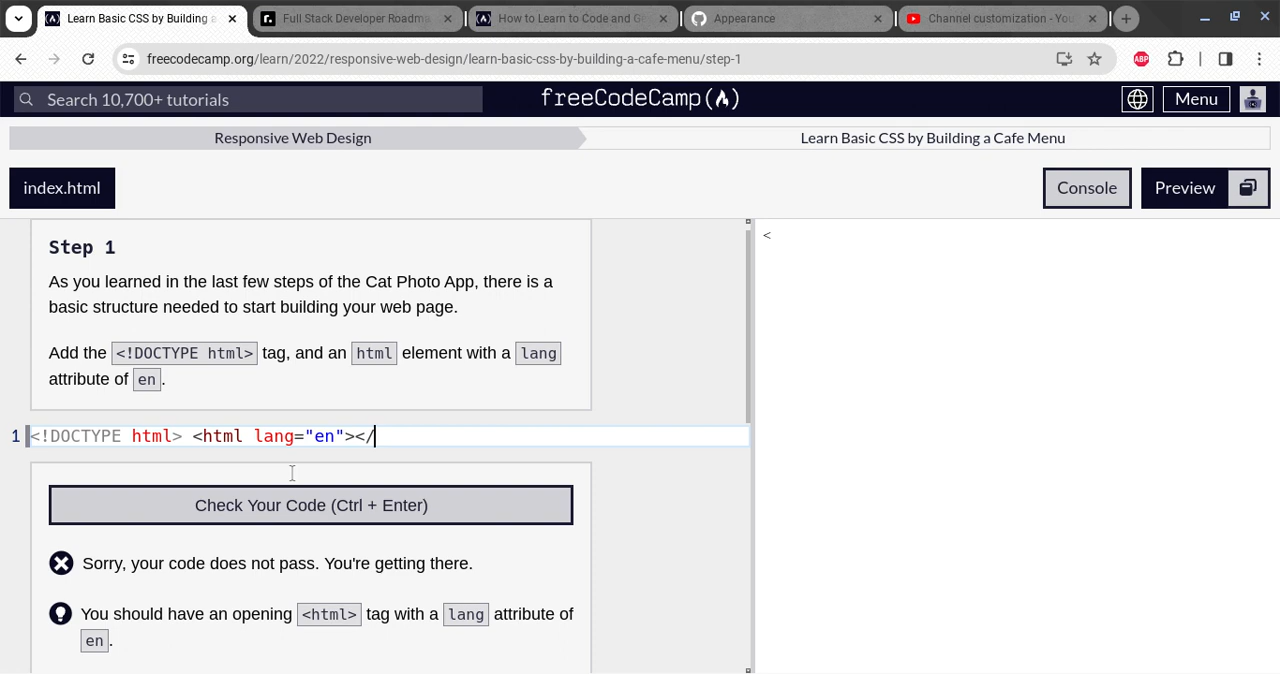 Learn Basic CSS by Building a
Full Stack Developer Roadma
How to Learn to Code and Ge
Appearance
Channel customization - You
freecodecamp.org/learn/2022/responsive-web-design/learn-basic-css-by-building-a-cafe-menu/step-1
ABP
Search 10,700+ tutorials
freeCodeCamp
Menu
Responsive Web Design
Learn Basic CSS by Building a Cafe Menu
index.html
Console
Preview
Step 1
As you learned in the last few steps of the Cat Photo App, there is a
basic structure needed to start building your web page.
Add the <!DOCTYPE html> tag, and an html element with a lang
attribute of en.
1 <!DOCTYPE html> <html lang="en"></
<
Check Your Code (Ctrl + Enter)
Sorry, your code does not pass. You're getting there.
You should have an opening <html> tag with a lang attribute of
en.